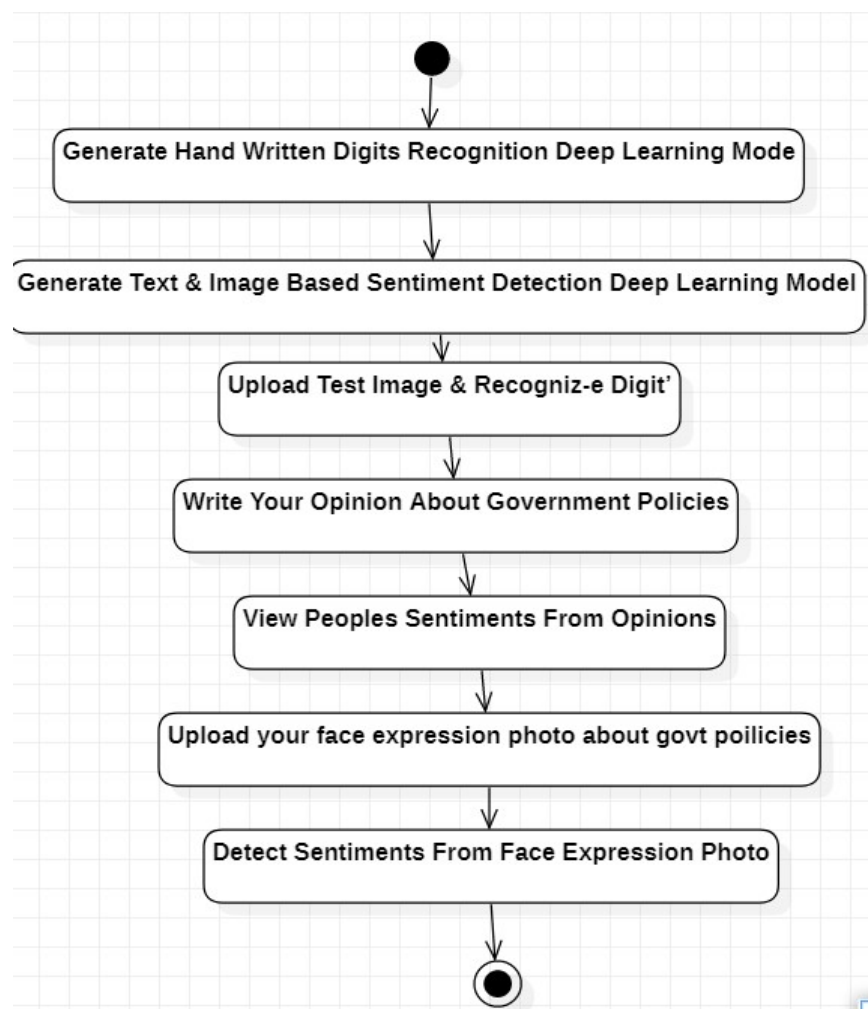 Generate Hand Written Digits Recognition Deep Learning Mode
Generate Text & Image Based Sentiment Detection Deep Learning Model
Upload Test Image & Recogniz-e Digit’
Write Your Opinion About Government Policies
View Peoples Sentiments From Opinions
Upload your face expression photo about govt poilicies
Detect Sentiments From Face Expression Photo